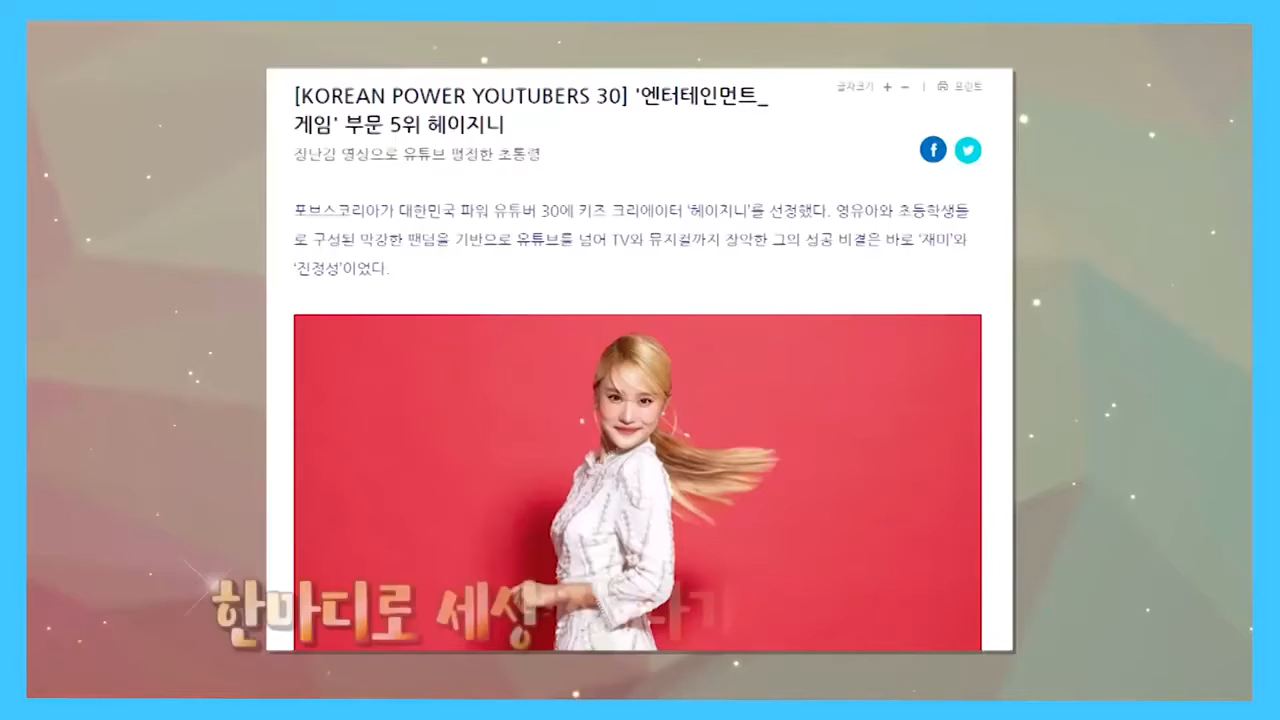 [KOREAN POWER YOUTUBERS 30] '엔터테인먼트_
게임' 부문 5위 헤이지니
글자크기 + - | 프린트
장난감 영상으로 유튜브 평정한 초통령
포브스코리아가 대한민국 파워 유튜버 30에 키즈 크리에이터 ‘헤이지니’를 선정했다. 영유아와 초등학생들
로 구성된 막강한 팬덤을 기반으로 유튜브를 넘어 TV와 뮤지컬까지 장악한 그의 성공 비결은 바로 ‘재미’와
‘진정성’이었다.
한마디로 세상